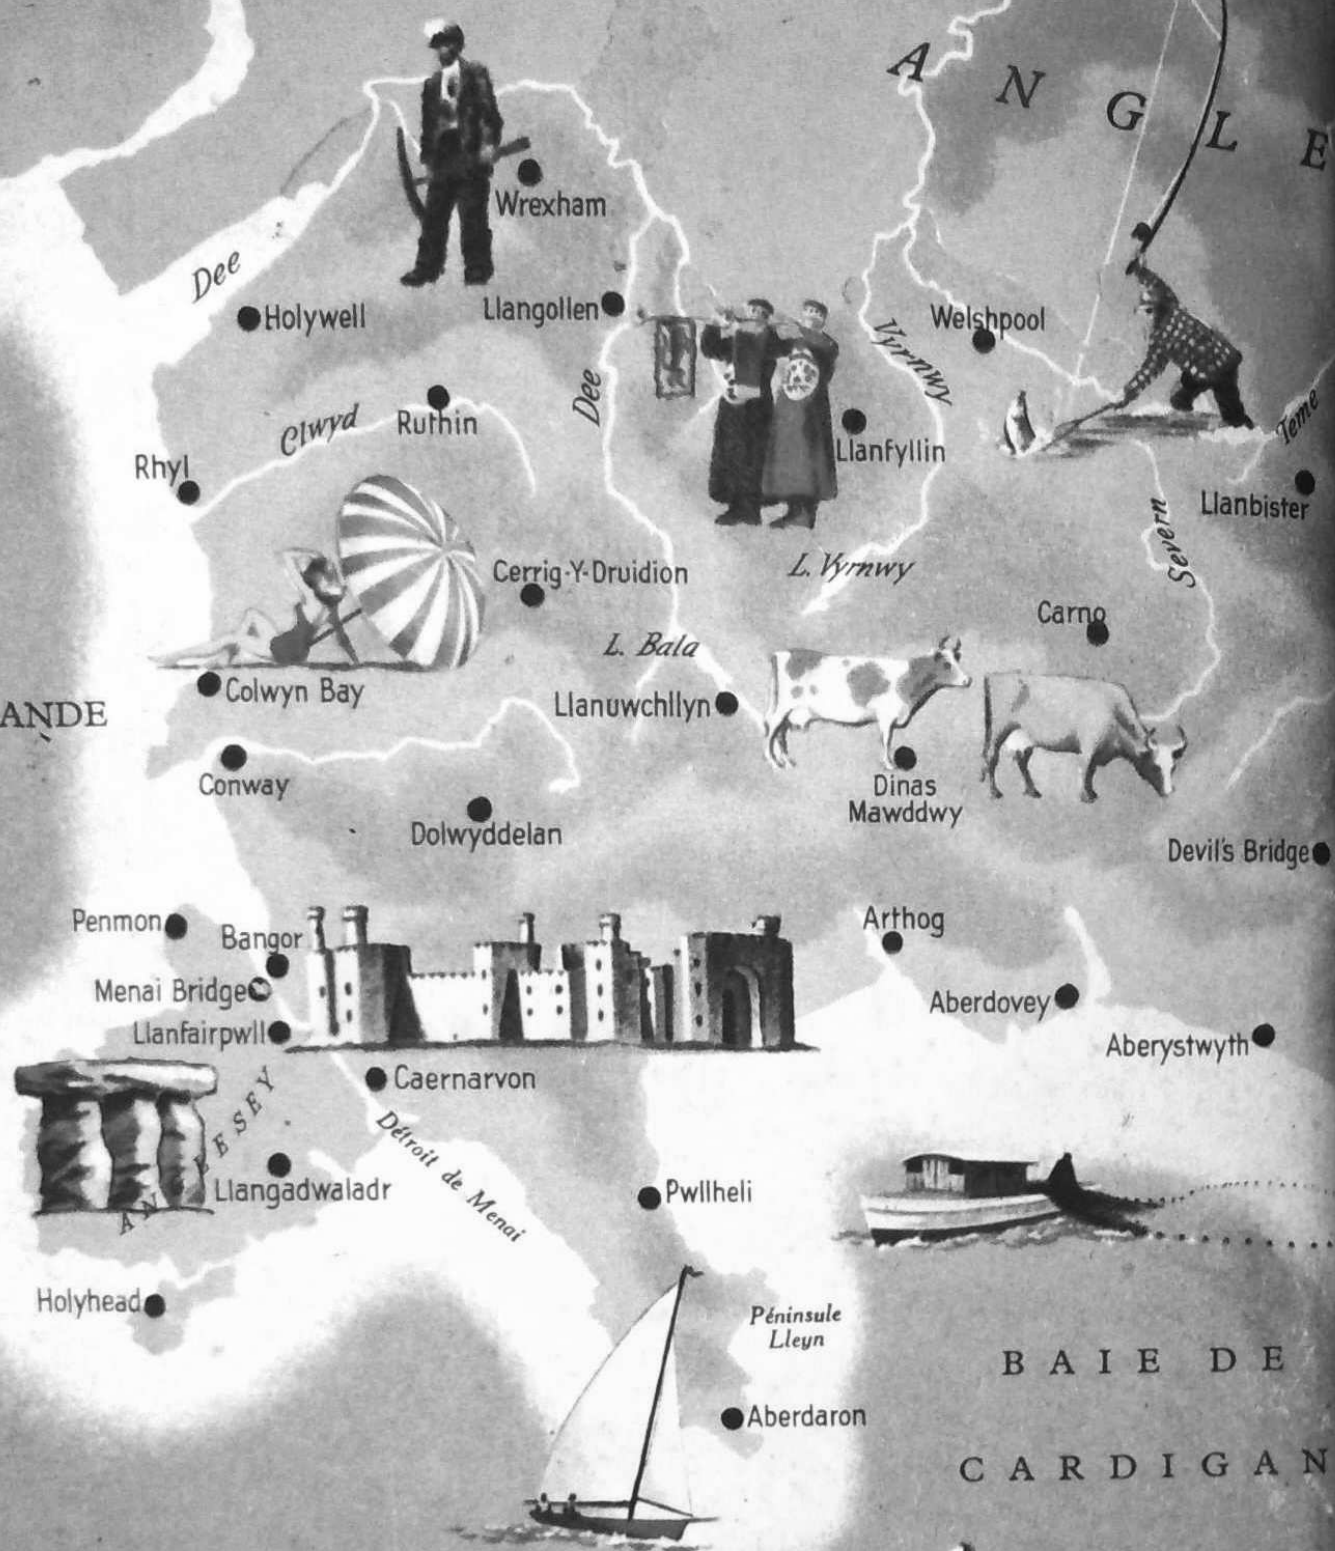 A N G L E
Wrexham
Dee
Holywell
Llangollen
Welshpool
Vyrnwy
Dee
Clwyd
Ruthin
Llanfyllin
Teme
Rhyl
Llanbister
Severn
Cerrig-Y-Druidion
L. Vyrnwy
Carno
L. Bala
Colwyn Bay
Llanuwchllyn
ANDE
Conway
Dinas
Mawddwy
Dolwyddelan
Devil's Bridge
Penmon
Bangor
Arthog
Menai Bridge
Aberdovey
Llanfairpwll
Aberystwyth
Caernarvon
Détroit de Menai
Llangadwaladr
Pwllheli
Holyhead
Péninsule
Lleyn
BAIE DE
Aberdaron
CARDIGAN